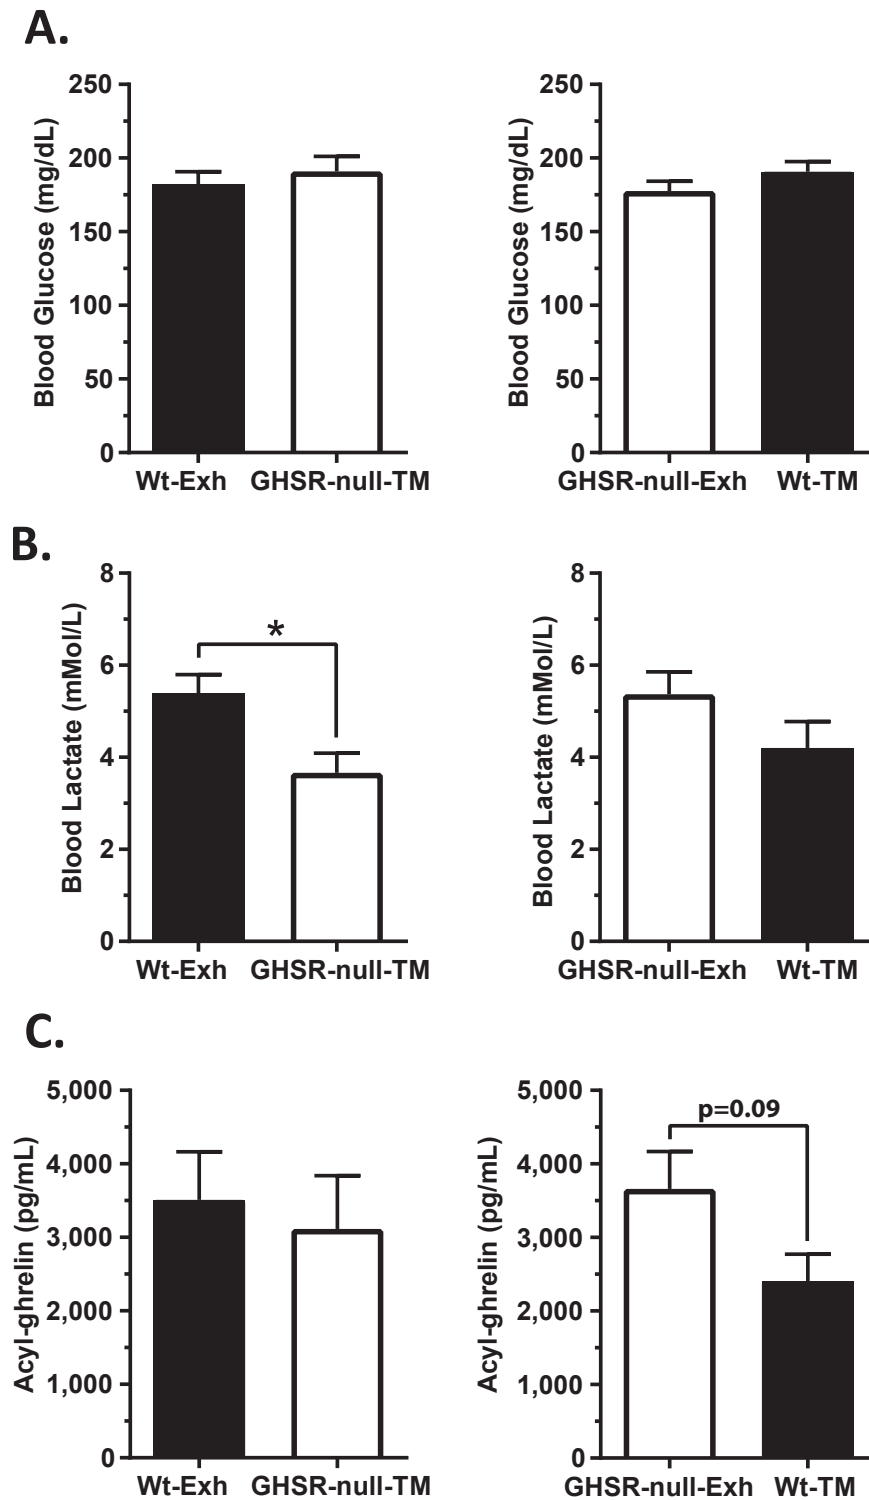 A.
Blood Glucose (mg/dL)
250
200
150
100
50
0
Wt-Exh GHSR-null-TM
Blood Glucose (mg/dL)
250
200
150
100
50
0
GHSR-null-Exh Wt-TM
B.
Blood Lactate (mMol/L)
8
6
4
2
0
*
Wt-Exh GHSR-null-TM
Blood Lactate (mMol/L)
8
6
4
2
0
GHSR-null-Exh Wt-TM
C.
Acyl-ghrelin (pg/mL)
5,000
4,000
3,000
2,000
1,000
0
Wt-Exh GHSR-null-TM
Acyl-ghrelin (pg/mL)
5,000
4,000
3,000
2,000
1,000
0
p=0.09
GHSR-null-Exh Wt-TM